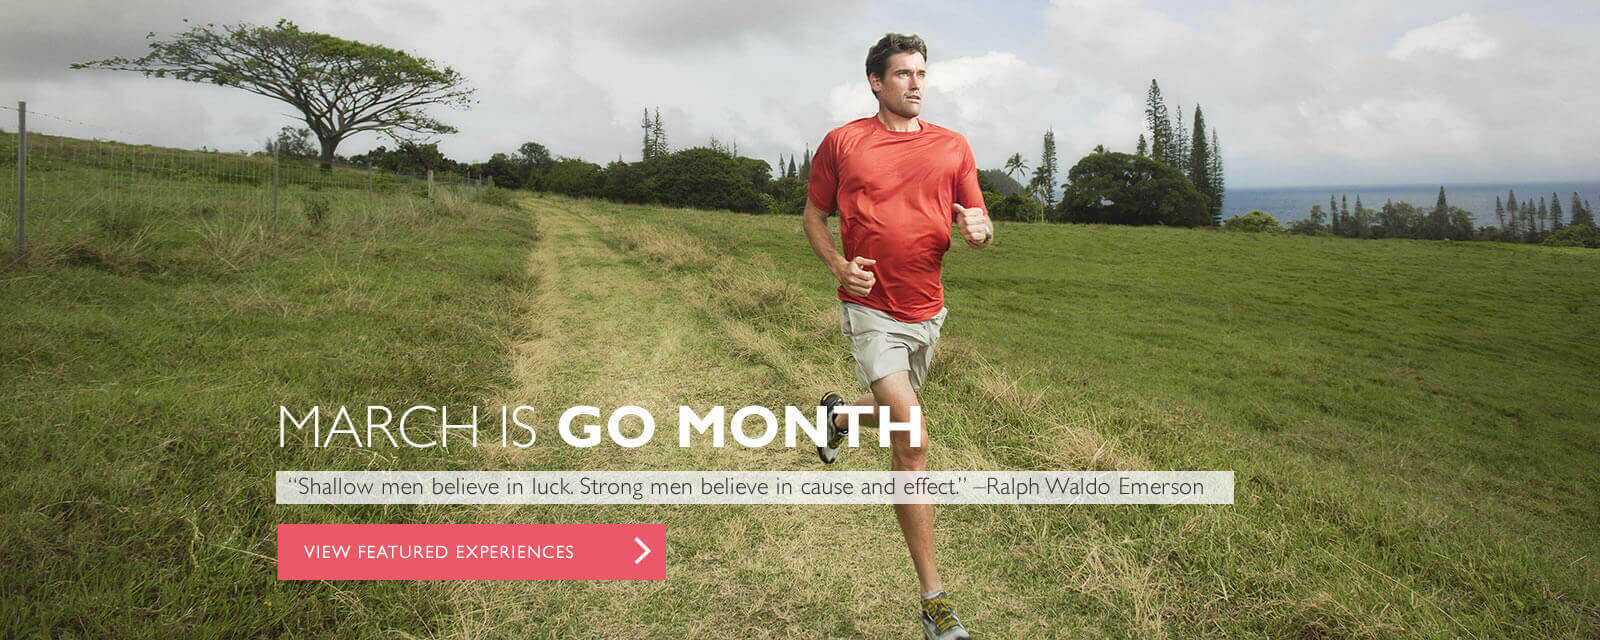 MARCH IS GO MONTH
“Shallow men believe in luck. Strong men believe in cause and effect.” –Ralph Waldo Emerson
VIEW FEATURED EXPERIENCES